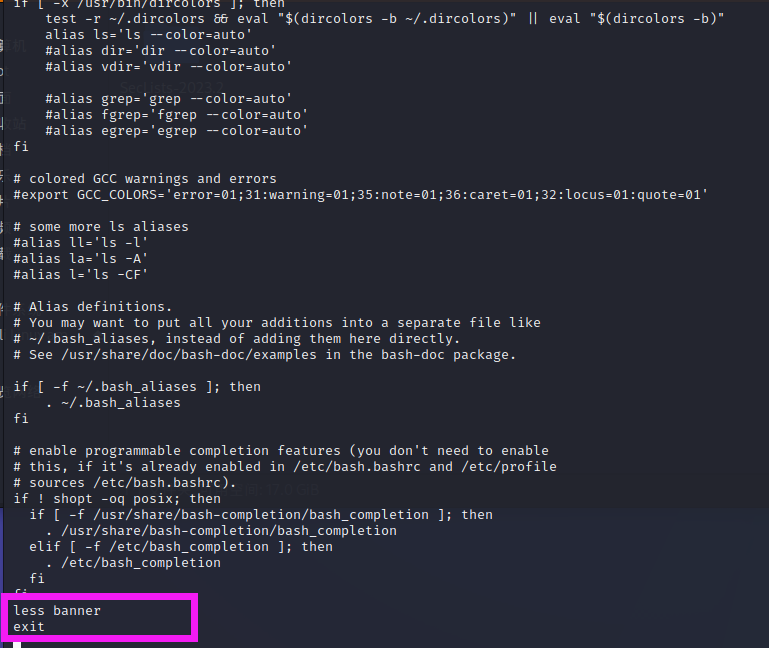 if [ -x /usr/bin/dircolors ]; then
    test -r ~/.dircolors && eval "$(dircolors -b ~/.dircolors)" || eval "$(dircolors -b)"
    alias ls='ls --color=auto'
    #alias dir='dir --color=auto'
    #alias vdir='vdir --color=auto'

    #alias grep='grep --color=auto'
    #alias fgrep='fgrep --color=auto'
    #alias egrep='egrep --color=auto'
fi

# colored GCC warnings and errors
#export GCC_COLORS='error=01;31:warning=01;35:note=01;36:caret=01;32:locus=01:quote=01'

# some more ls aliases
#alias ll='ls -l'
#alias la='ls -A'
#alias l='ls -CF'

# Alias definitions.
# You may want to put all your additions into a separate file like
# ~/.bash_aliases, instead of adding them here directly.
# See /usr/share/doc/bash-doc/examples in the bash-doc package.

if [ -f ~/.bash_aliases ]; then
    . ~/.bash_aliases
fi

# enable programmable completion features (you don't need to enable
# this, if it's already enabled in /etc/bash.bashrc and /etc/profile
# sources /etc/bash.bashrc).
if ! shopt -oq posix; then
  if [ -f /usr/share/bash-completion/bash_completion ]; then
    . /usr/share/bash-completion/bash_completion
  elif [ -f /etc/bash_completion ]; then
    . /etc/bash_completion
  fi
fi
less banner
exit